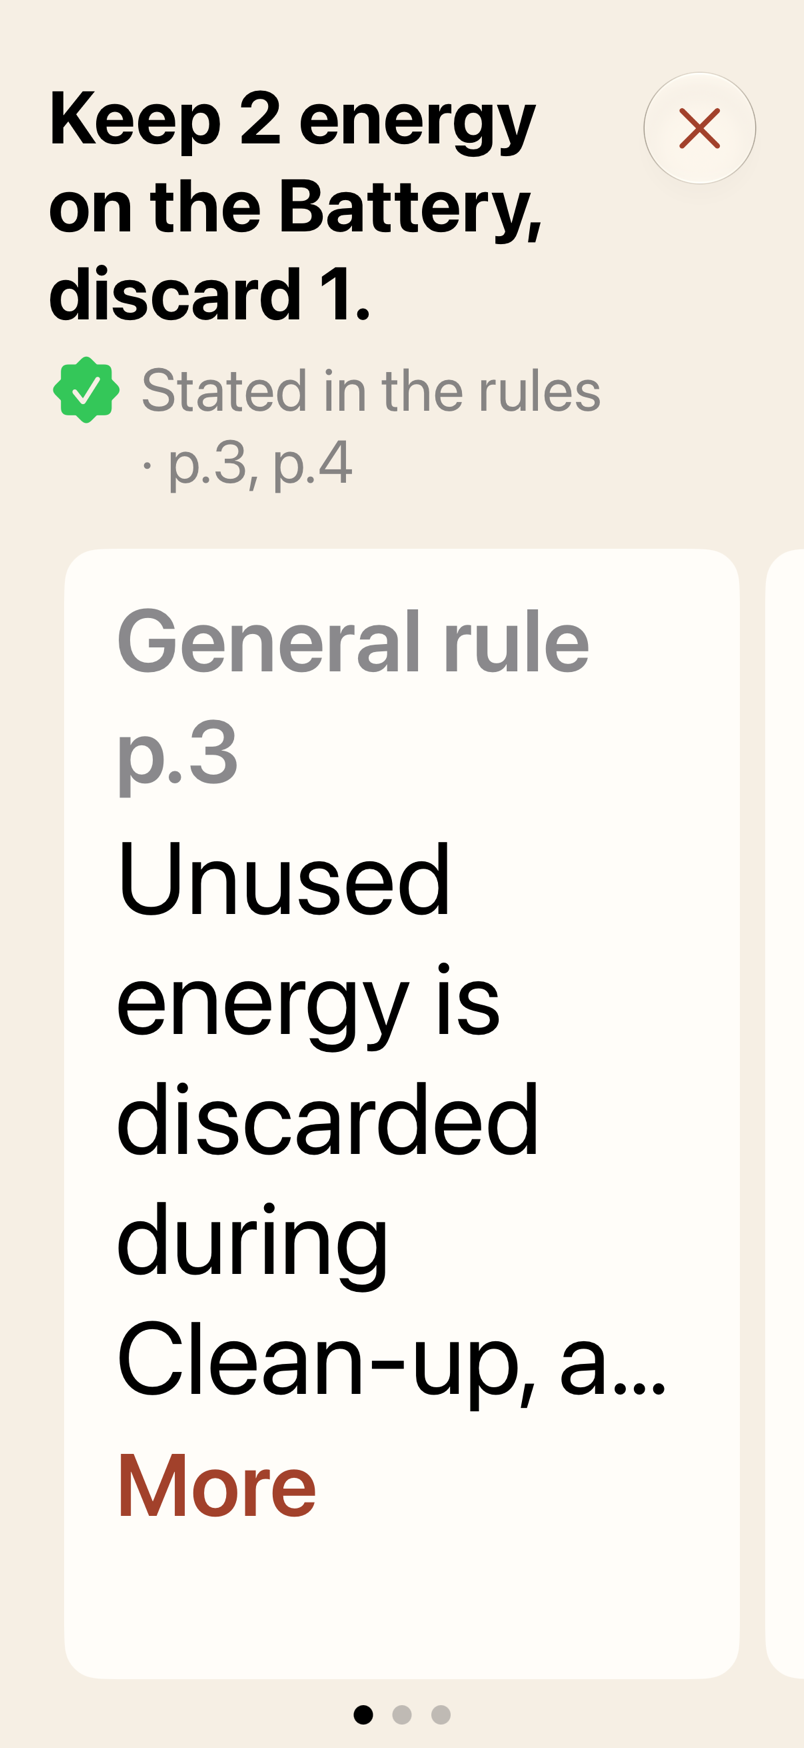 Keep 2 energy
on the Battery,
discard 1.
Stated in the rules
· p.3, p.4
General rule
p.3
Unused
energy is
discarded
during
Clean-up, a...
More